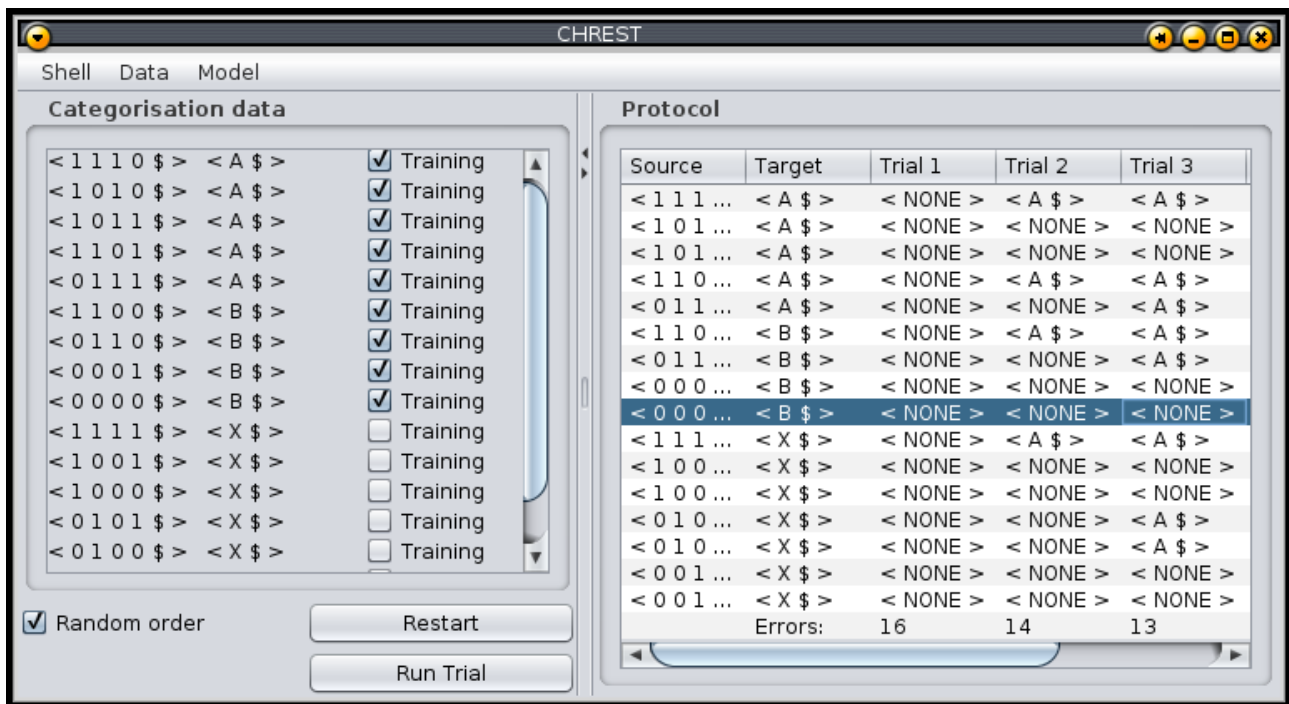 CHREST
Shell Data Model
Categorisation data
< 1 1 1 0 $ > < A $ > Training
< 1 0 1 0 $ > < A $ > Training
< 1 0 1 1 $ > < A $ > Training
< 1 1 0 1 $ > < A $ > Training
< 0 1 1 1 $ > < A $ > Training
< 1 1 0 0 $ > < B $ > Training
< 0 1 1 0 $ > < B $ > Training
< 0 0 0 1 $ > < B $ > Training
< 0 0 0 0 $ > < B $ > Training
< 1 1 1 1 $ > < X $ > Training
< 1 0 0 1 $ > < X $ > Training
< 1 0 0 0 $ > < X $ > Training
< 0 1 0 1 $ > < X $ > Training
< 0 1 0 0 $ > < X $ > Training
Random order
Restart
Run Trial
Protocol
Source Target Trial 1 Trial 2 Trial 3
< 1 1 1 ... < A $ > < NONE > < A $ > < A $ >
< 1 0 1 ... < A $ > < NONE > < NONE > < NONE >
< 1 0 1 ... < A $ > < NONE > < NONE > < NONE >
< 1 1 0 ... < A $ > < NONE > < A $ > < A $ >
< 0 1 1 ... < A $ > < NONE > < NONE > < A $ >
< 1 1 0 ... < B $ > < NONE > < A $ > < A $ >
< 0 1 1 ... < B $ > < NONE > < NONE > < A $ >
< 0 0 0 ... < B $ > < NONE > < NONE > < NONE >
< 0 0 0 ... < B $ > < NONE > < NONE > < NONE >
< 1 1 1 ... < X $ > < NONE > < A $ > < A $ >
< 1 0 0 ... < X $ > < NONE > < NONE > < NONE >
< 1 0 0 ... < X $ > < NONE > < NONE > < NONE >
< 0 1 0 ... < X $ > < NONE > < NONE > < A $ >
< 0 1 0 ... < X $ > < NONE > < NONE > < A $ >
< 0 0 1 ... < X $ > < NONE > < NONE > < NONE >
< 0 0 1 ... < X $ > < NONE > < NONE > < NONE >
Errors: 16 14 13